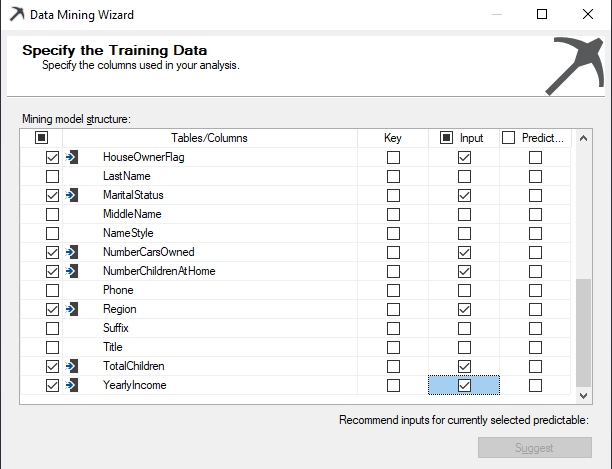 Data Mining Wizard
Specify the Training Data
Specify the columns used in your analysis.
Mining model structure:
Tables/Columns Key Input Predict...
HouseOwnerFlag
LastName
MaritalStatus
MiddleName
NameStyle
NumberCarsOwned
NumberChildrenAtHome
Phone
Region
Suffix
Title
TotalChildren
YearlyIncome
Recommend inputs for currently selected predictable:
Suggest